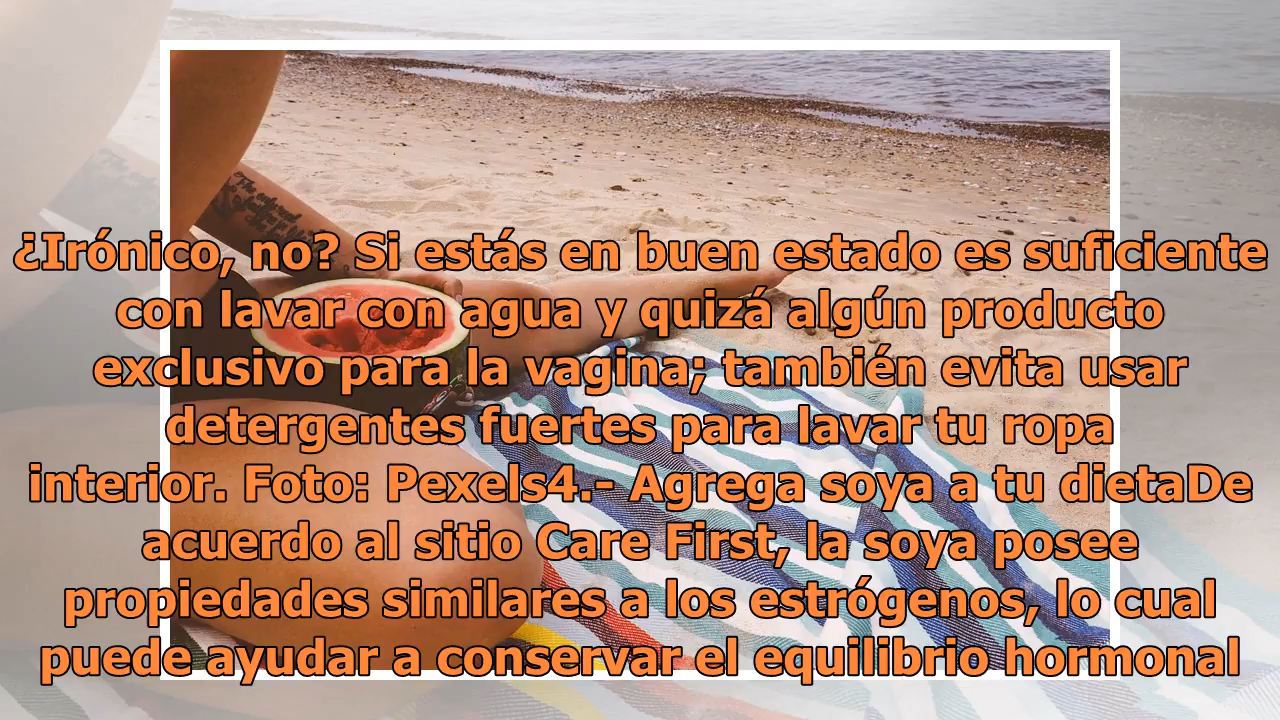 ¿Irónico, no? Si estás en buen estado es suficiente
con lavar con agua y quizá algún producto
exclusivo para la vagina; también evita usar
detergentes fuertes para lavar tu ropa
interior. Foto: Pexels4.- Agrega soya a tu dietaDe
acuerdo al sitio Care First, la soya posee
propiedades similares a los estrógenos, lo cual
puede ayudar a conservar el equilibrio hormonal